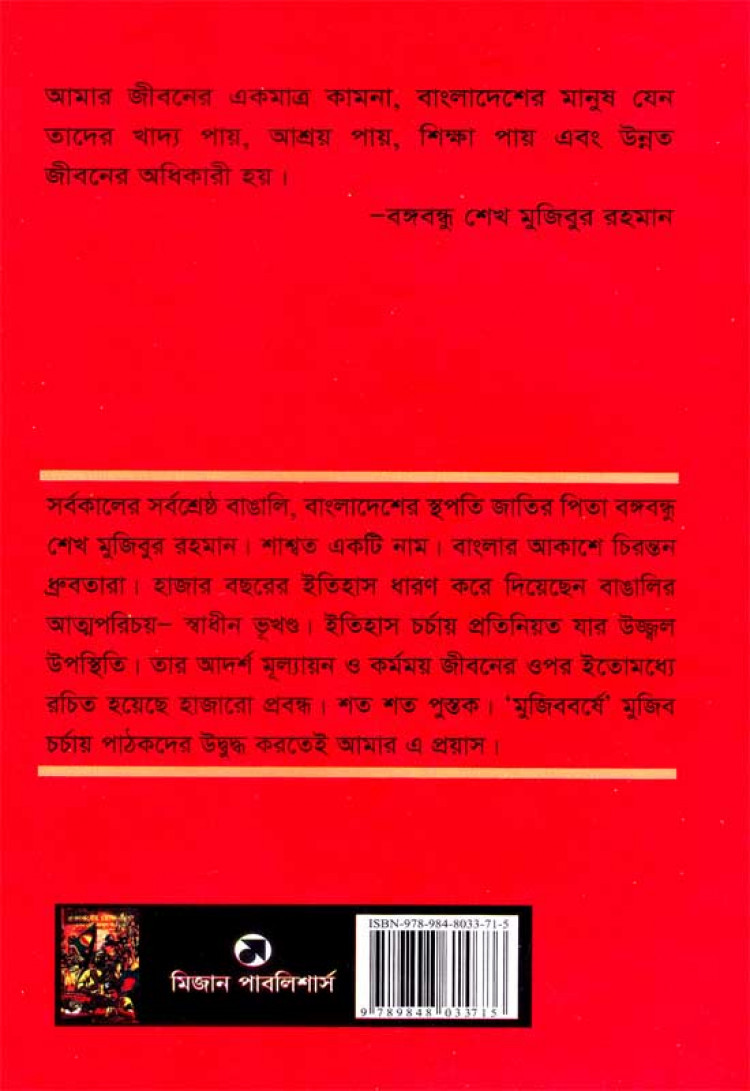 আমার জীবনের একমাত্র কামনা, বাংলাদেশের মানুষ যেন
তাদের খাদ্য পায়, আশ্রয় পায়, শিক্ষা পায় এবং উন্নত
জীবনের অধিকারী হয়।
–বঙ্গবন্ধু শেখ মুজিবুর রহমান
সর্বকালের সর্বশ্রেষ্ঠ বাঙালি, বাংলাদেশের স্থপতি জাতির পিতা বঙ্গবন্ধু
শেখ মুজিবুর রহমান। শাশ্বত একটি নাম। বাংলার আকাশে চিরন্তন
ধ্রুবতারা। হাজার বছরের ইতিহাস ধারণ করে দিয়েছেন বাঙালির
আত্মপরিচয়– স্বাধীন ভূখণ্ড। ইতিহাস চর্চায় প্রতিনিয়ত যার উজ্জ্বল
উপস্থিতি। তার আদর্শ মূল্যায়ন ও কর্মময় জীবনের ওপর ইতোমধ্যে
রচিত হয়েছে হাজারো প্রবন্ধ। শত শত পুস্তক। ‘মুজিববর্ষে’ মুজিব
চর্চায় পাঠকদের উদ্বুদ্ধ করতেই আমার এ প্রয়াস।
ISBN-978-984-8033-71-5
মিজান পাবলিশার্স
9 789848 033715